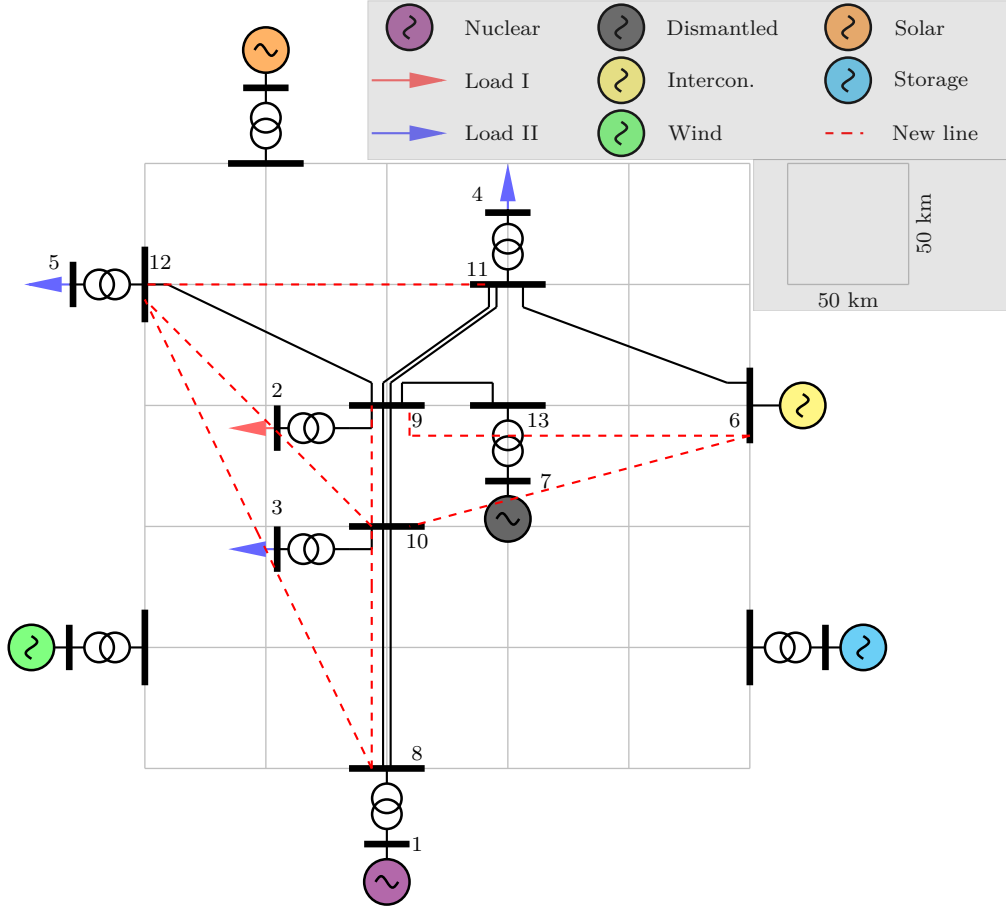 Nuclear Dismantled Solar
Load I Intercon. Storage
Load II Wind New line
50 km
50 km
4
5 12 11
2
9 13 6
7
3
10
8
1